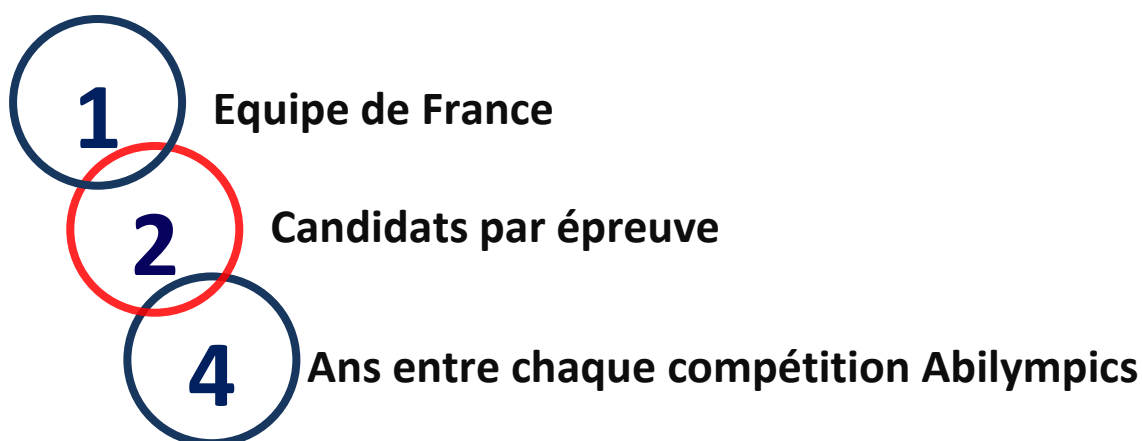 1 Equipe de France
2 Candidats par épreuve
4 Ans entre chaque compétition Abilympics